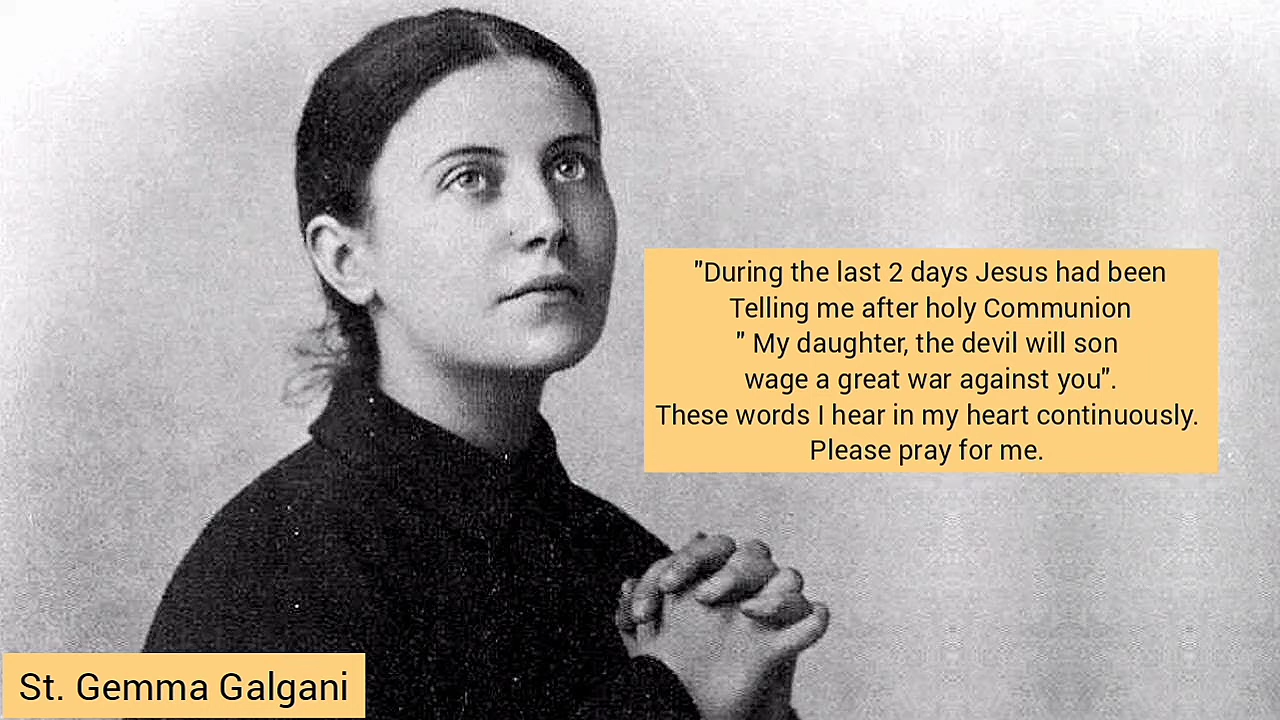 "During the last 2 days Jesus had been
Telling me after holy Communion
" My daughter, the devil will son
wage a great war against you".
These words I hear in my heart continuously.
Please pray for me.
St. Gemma Galgani